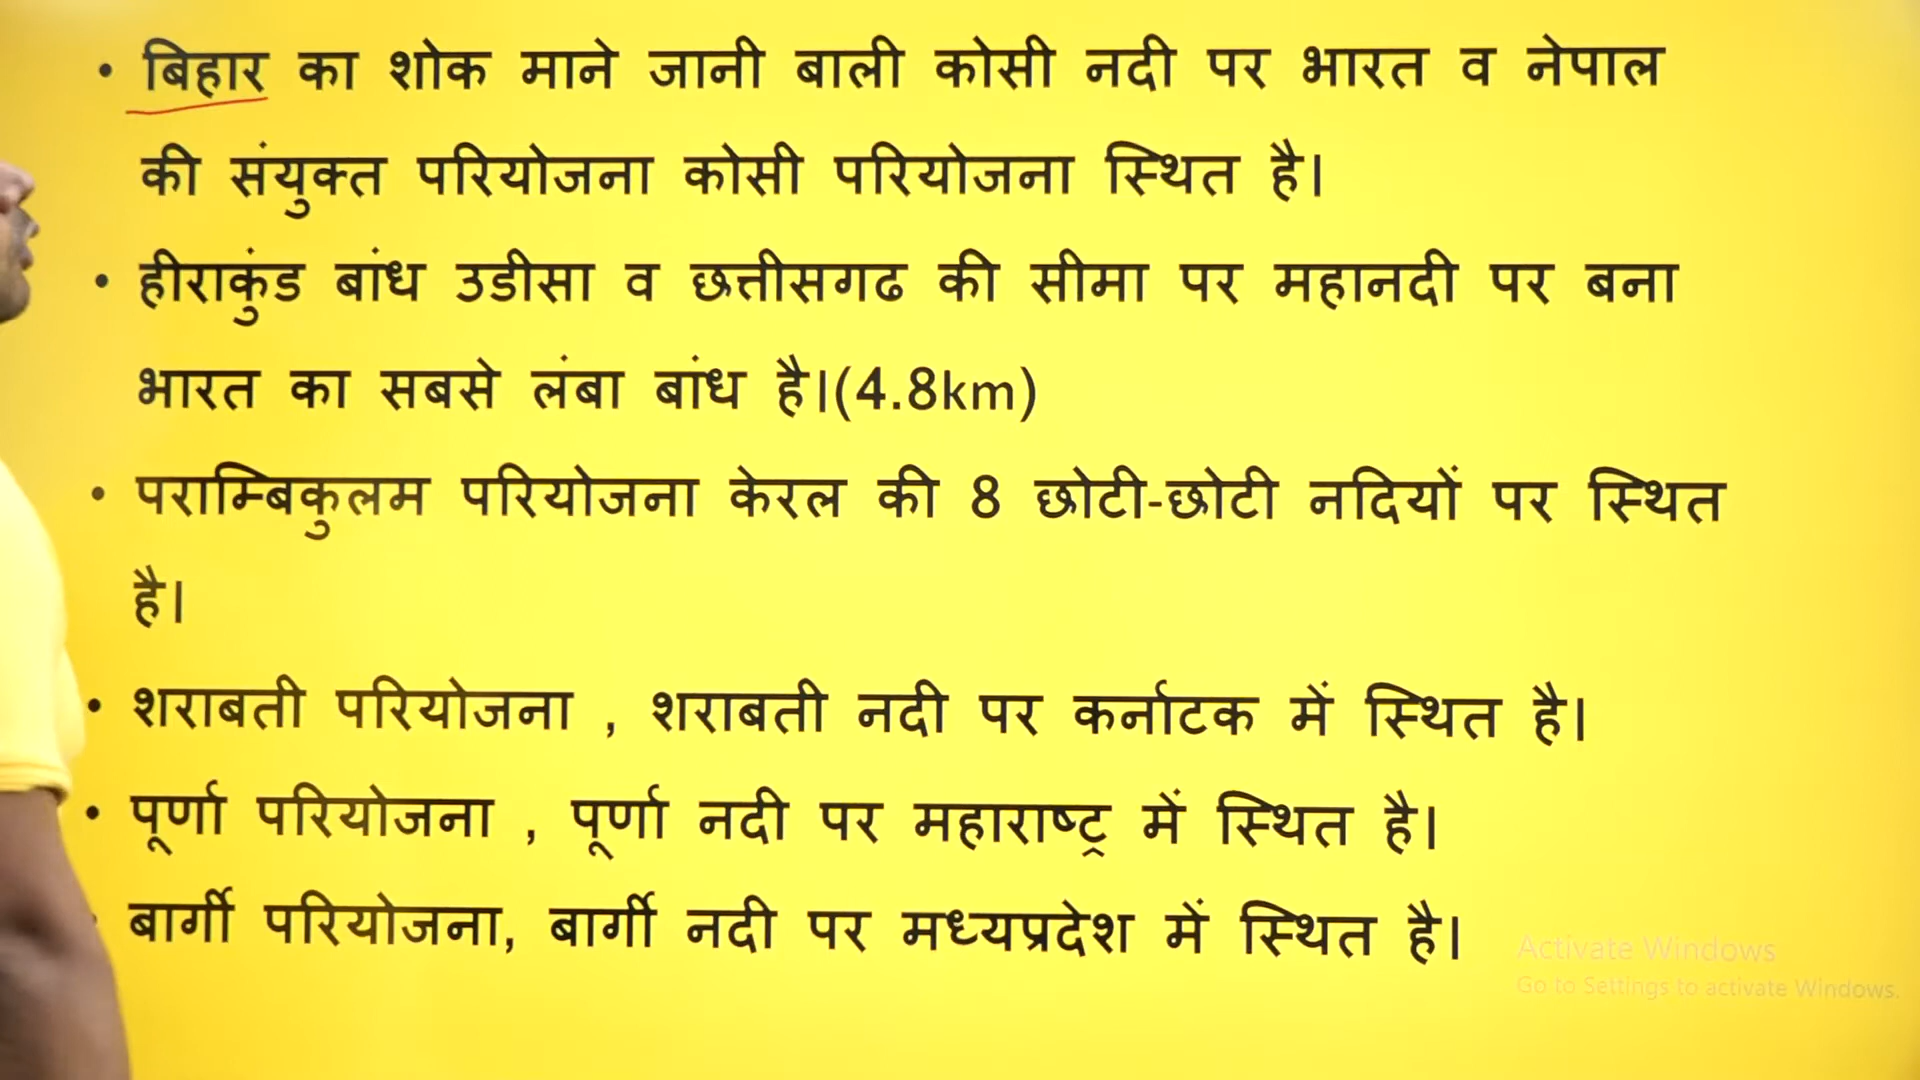 • बिहार का शोक माने जानी बाली कोसी नदी पर भारत व नेपाल
की संयुक्त परियोजना कोसी परियोजना स्थित है।
• हीराकुंड बांध उडीसा व छत्तीसगढ की सीमा पर महानदी पर बना
भारत का सबसे लंबा बांध है।(4.8km)
• पराम्बिकुलम परियोजना केरल की 8 छोटी-छोटी नदियों पर स्थित
है।
• शराबती परियोजना , शराबती नदी पर कर्नाटक में स्थित है।
• पूर्णा परियोजना , पूर्णा नदी पर महाराष्ट्र में स्थित है।
• बार्गी परियोजना, बार्गी नदी पर मध्यप्रदेश में स्थित है।
Activate Windows
Go to Settings to activate Windows.